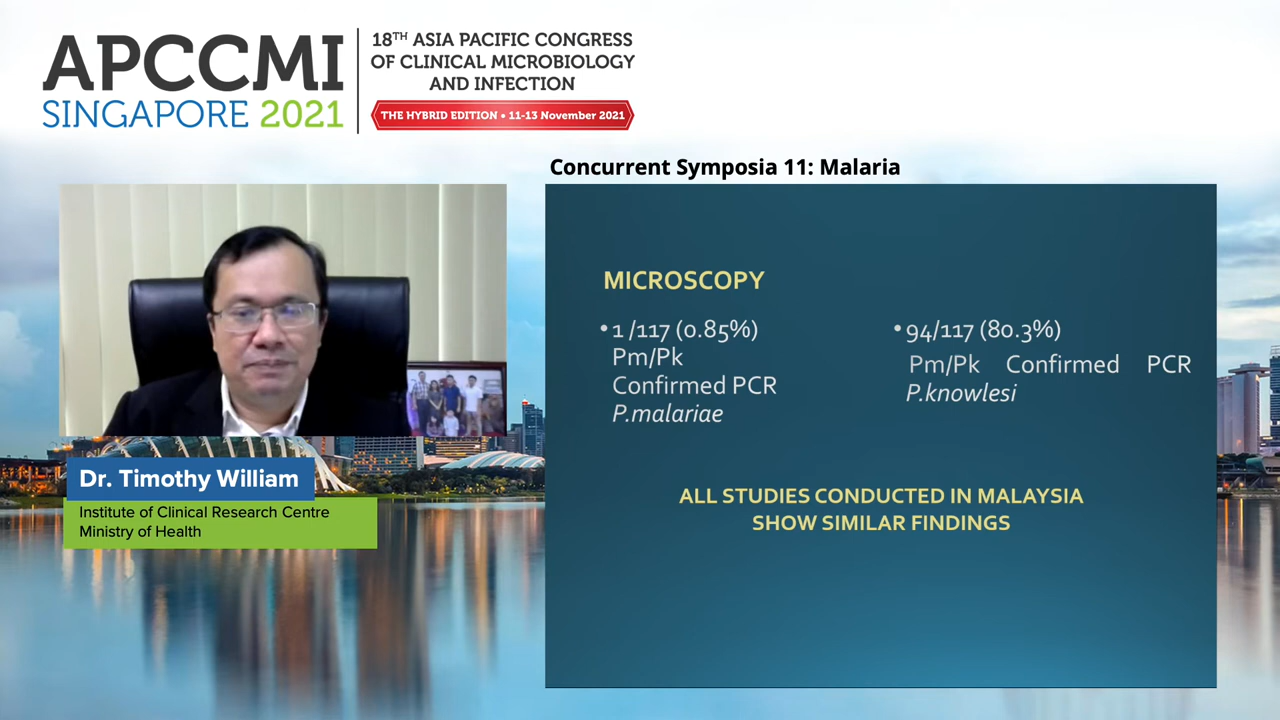 APCCMI
SINGAPORE 2021
18TH ASIA PACIFIC CONGRESS
OF CLINICAL MICROBIOLOGY
AND INFECTION
THE HYBRID EDITION • 11-13 November 2021
Concurrent Symposia 11: Malaria
MICROSCOPY
• 1 /117 (0.85%)
Pm/Pk
Confirmed PCR
P.malariae
• 94/117 (80.3%)
Pm/Pk Confirmed PCR
P.knowlesi
ALL STUDIES CONDUCTED IN MALAYSIA
SHOW SIMILAR FINDINGS
Dr. Timothy William
Institute of Clinical Research Centre
Ministry of Health